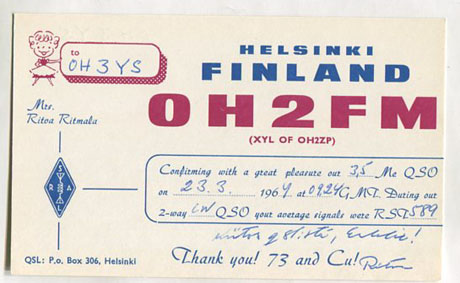 to
OH3YS
HELSINKI
FINLAND
OH2FM
(XYL OF OH2ZP)
Mrs.
Ritva Ritmala
S
R A
L
Confirming with a great pleasure our 3,5 Mc QSO
on 23.3. 1969 at 0924 GMT. During our
2-way CW QSO your average signals were RST 589
Thank you! 73 and Cu! Ritva
QSL: P.o. Box 306, Helsinki